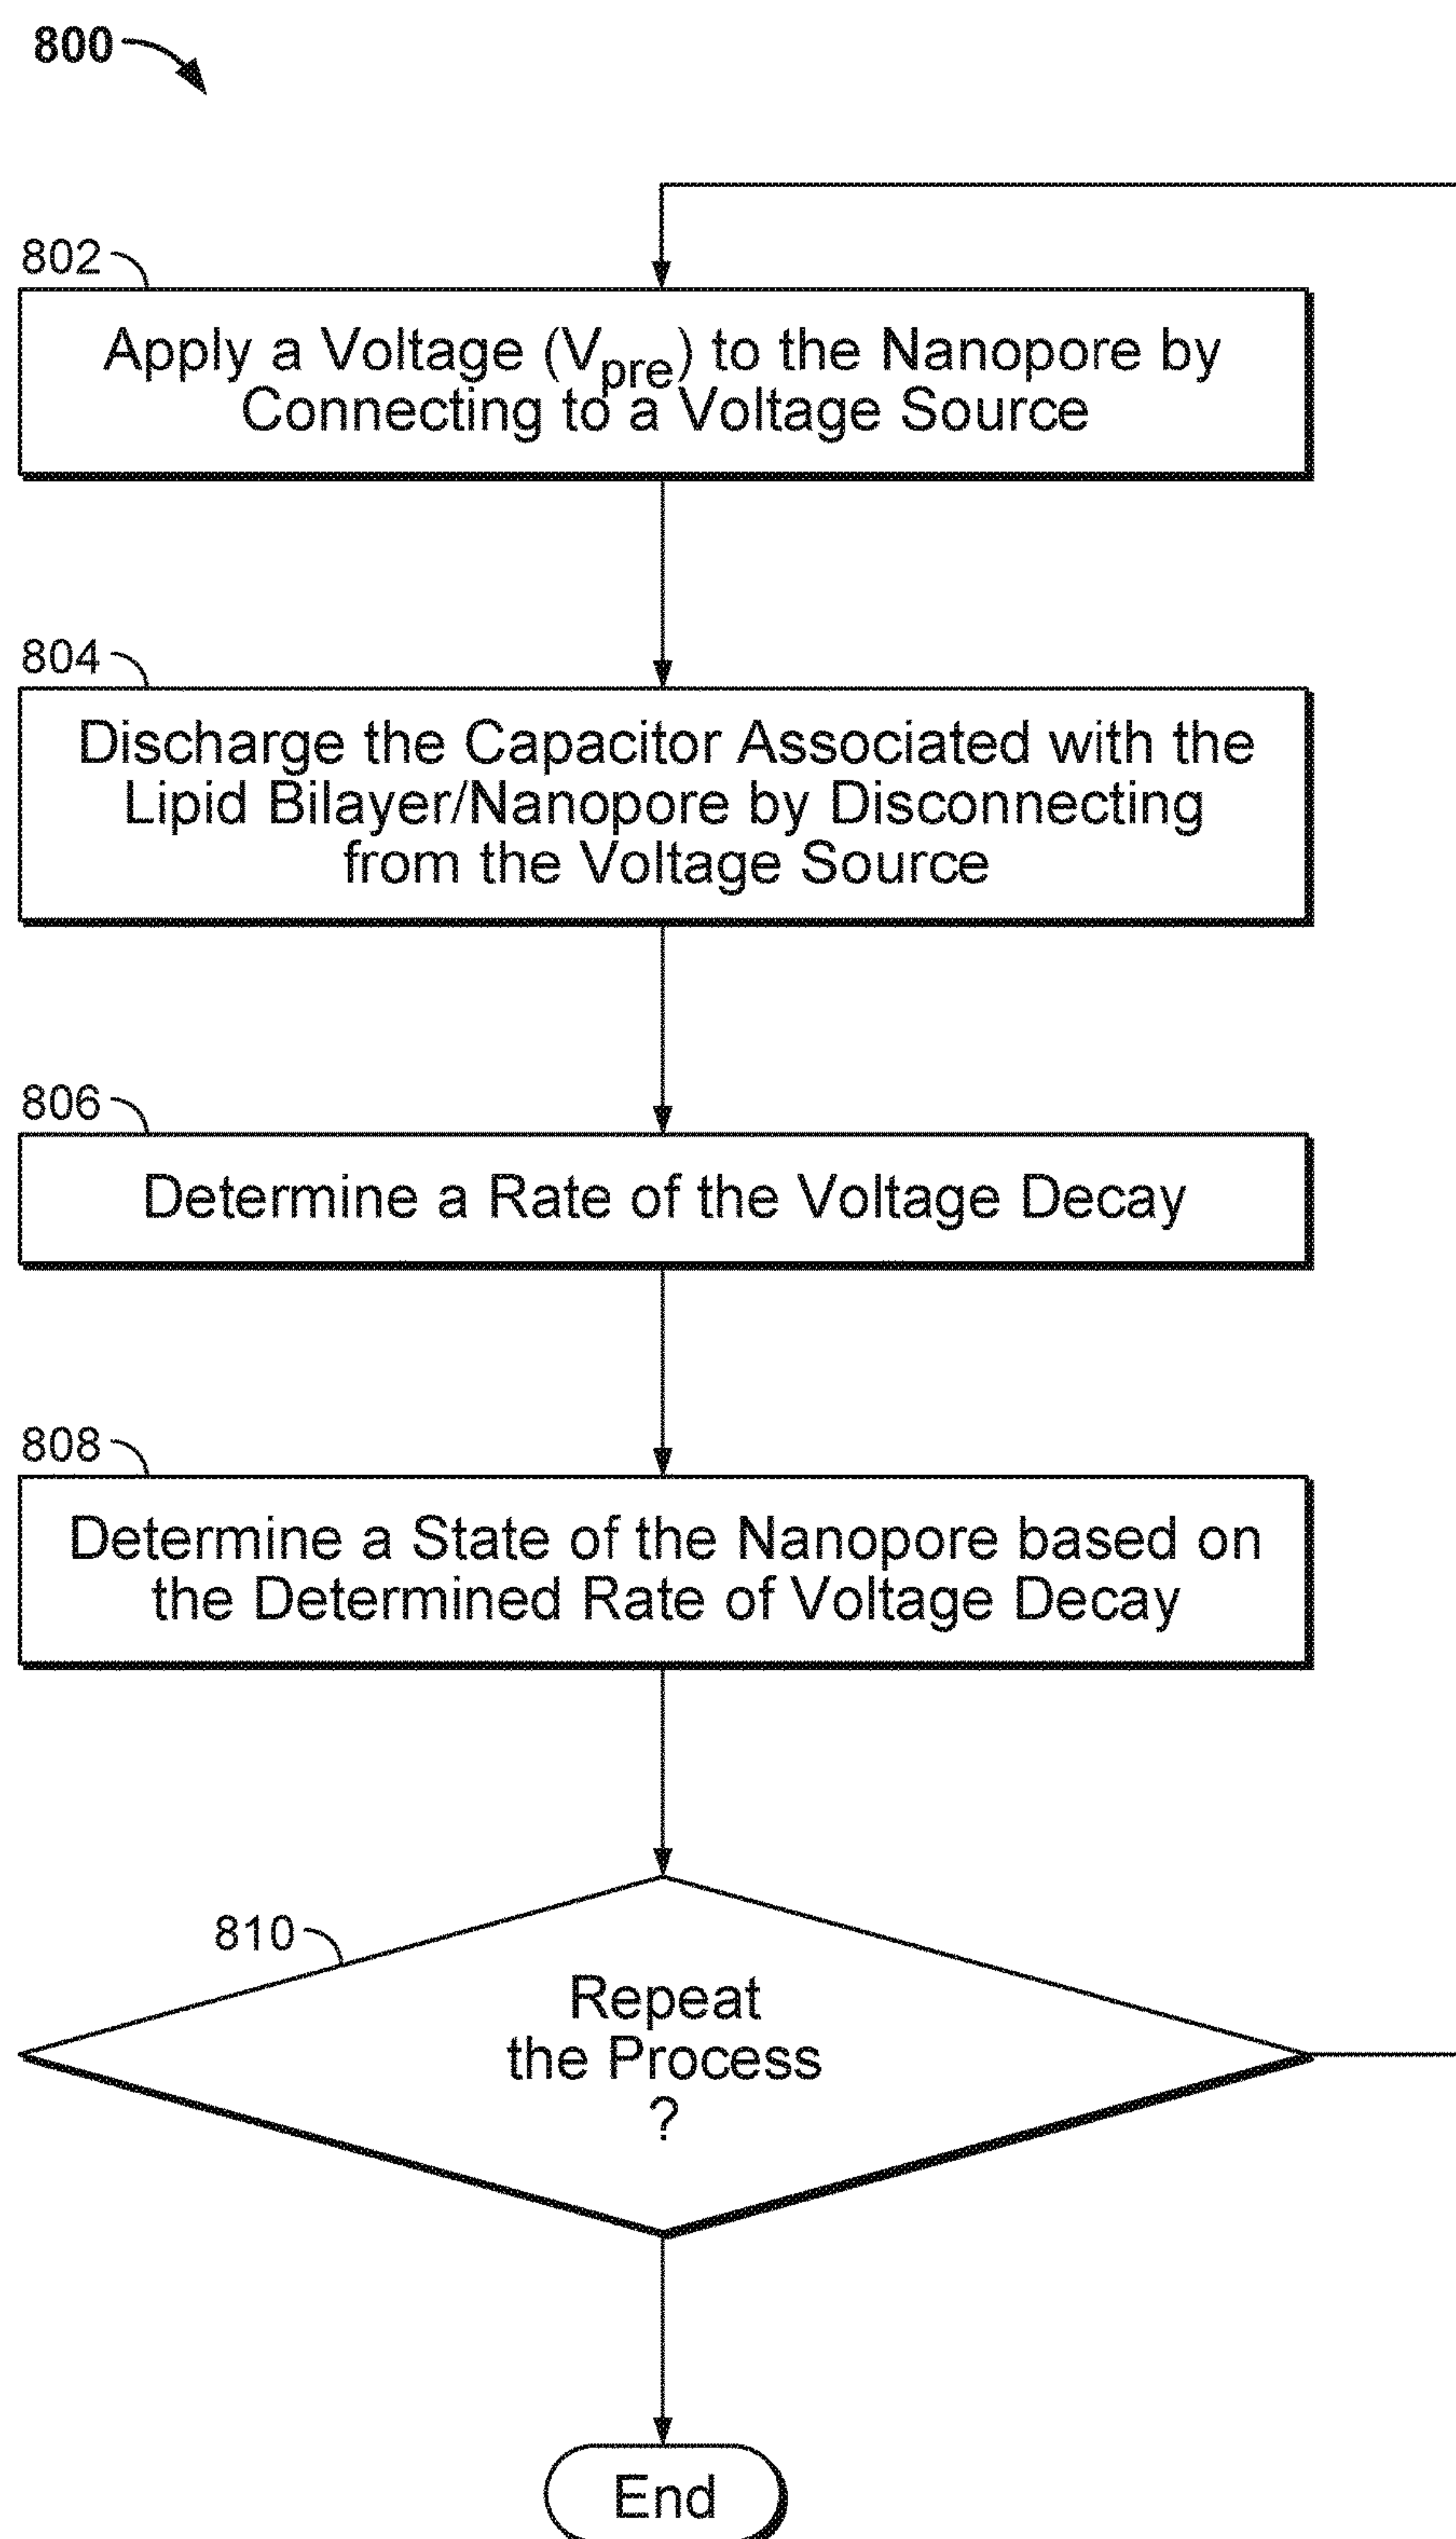 800
802
Apply a Voltage (Vpre) to the Nanopore by
Connecting to a Voltage Source
804
Discharge the Capacitor Associated with the
Lipid Bilayer/Nanopore by Disconnecting
from the Voltage Source
806
Determine a Rate of the Voltage Decay
808
Determine a State of the Nanopore based on
the Determined Rate of Voltage Decay
810
Repeat
the Process
?
End